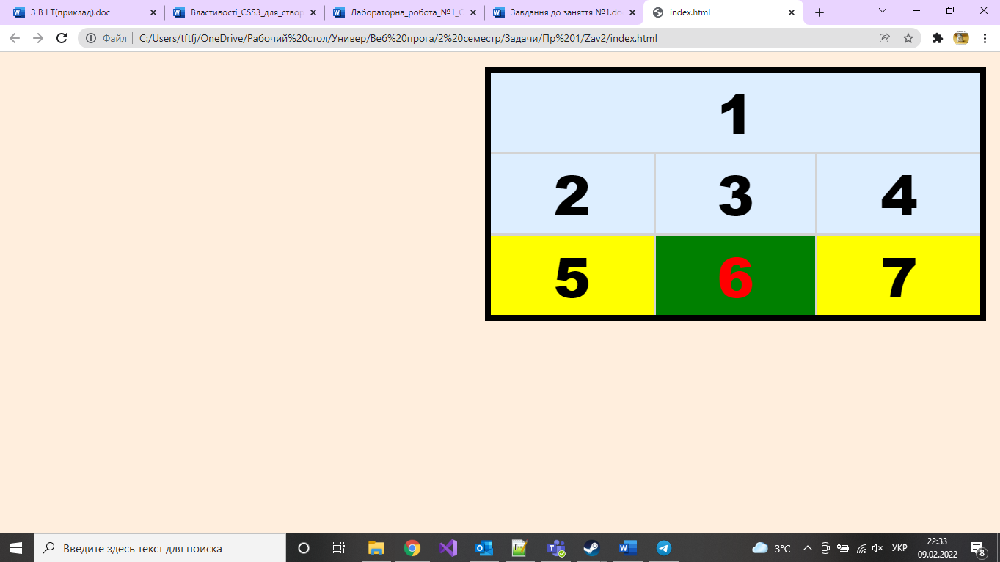 З В І Т(приклад).doc
Властивості_CSS3_для_створ
Лабораторна_робота_№1_C
Завдання до заняття №1.do
index.html
Файл
C:/Users/tftfj/OneDrive/Рабочий%20стол/Универ/Веб%20прога/2%20семестр/Задачи/Пр%201/Zav2/index.html
1
2 3 4
5 6 7
Введите здесь текст для поиска
3°C
УКР
22:33
09.02.2022
8